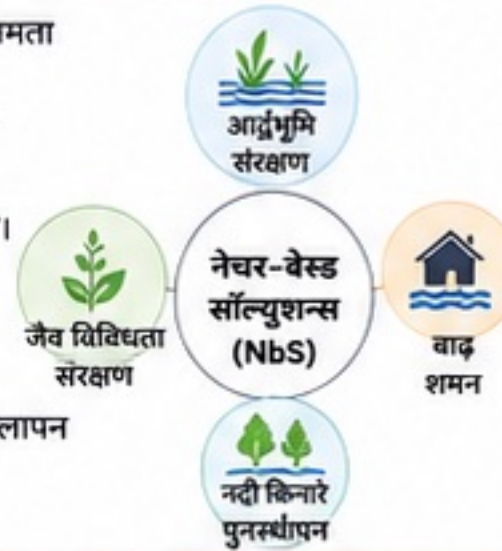 मता
आर्द्रभूमि
संरक्षण
नेचर-बेस्ड
सॉल्युशन्स
(NbS)
जैव विविधता
संरक्षण
बाढ़
शमन
लापन
नदी किनारे
पुनर्स्थापन